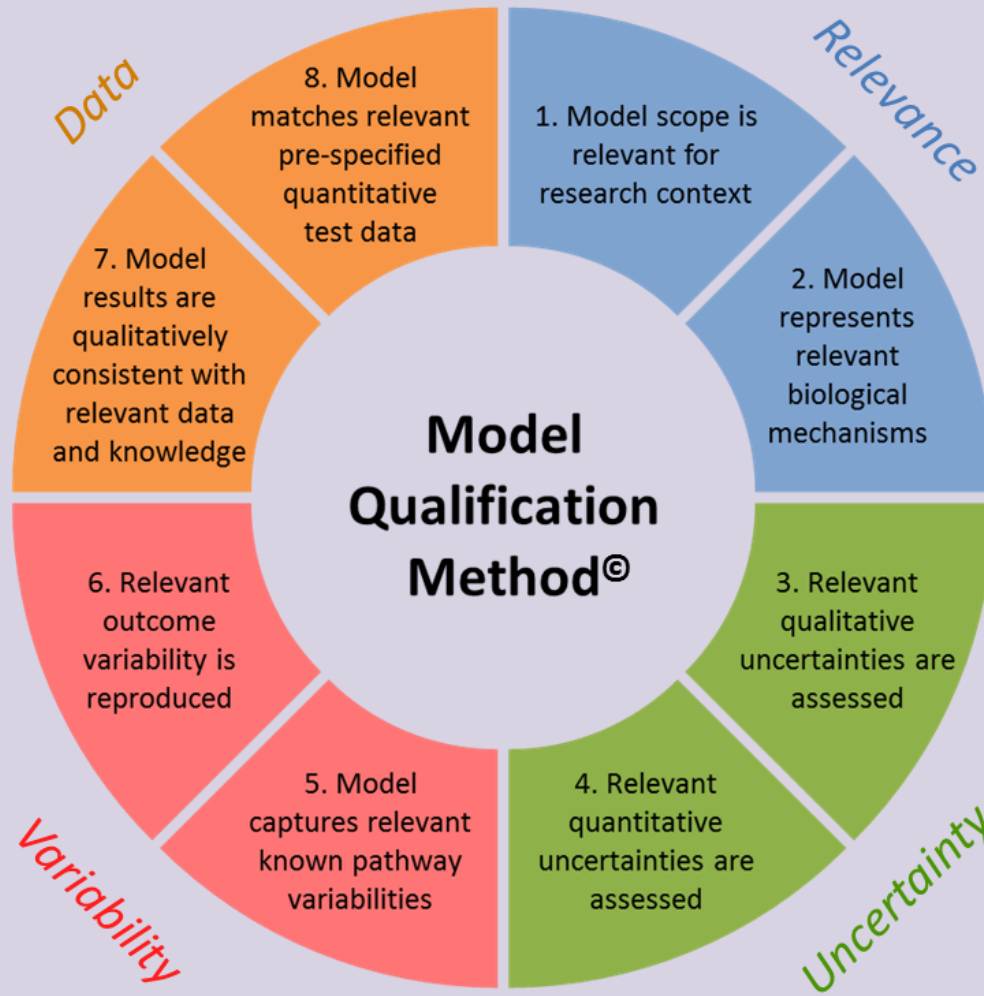 Model
Qualification
Method©
Relevance
1. Model scope is
relevant for
research context
2. Model
represents
relevant
biological
mechanisms
Uncertainty
3. Relevant
qualitative
uncertainties are
assessed
4. Relevant
quantitative
uncertainties are
assessed
Variability
5. Model
captures relevant
known pathway
variabilities
6. Relevant
outcome
variability is
reproduced
Data
7. Model
results are
qualitatively
consistent with
relevant data
and knowledge
8. Model
matches relevant
pre-specified
quantitative
test data